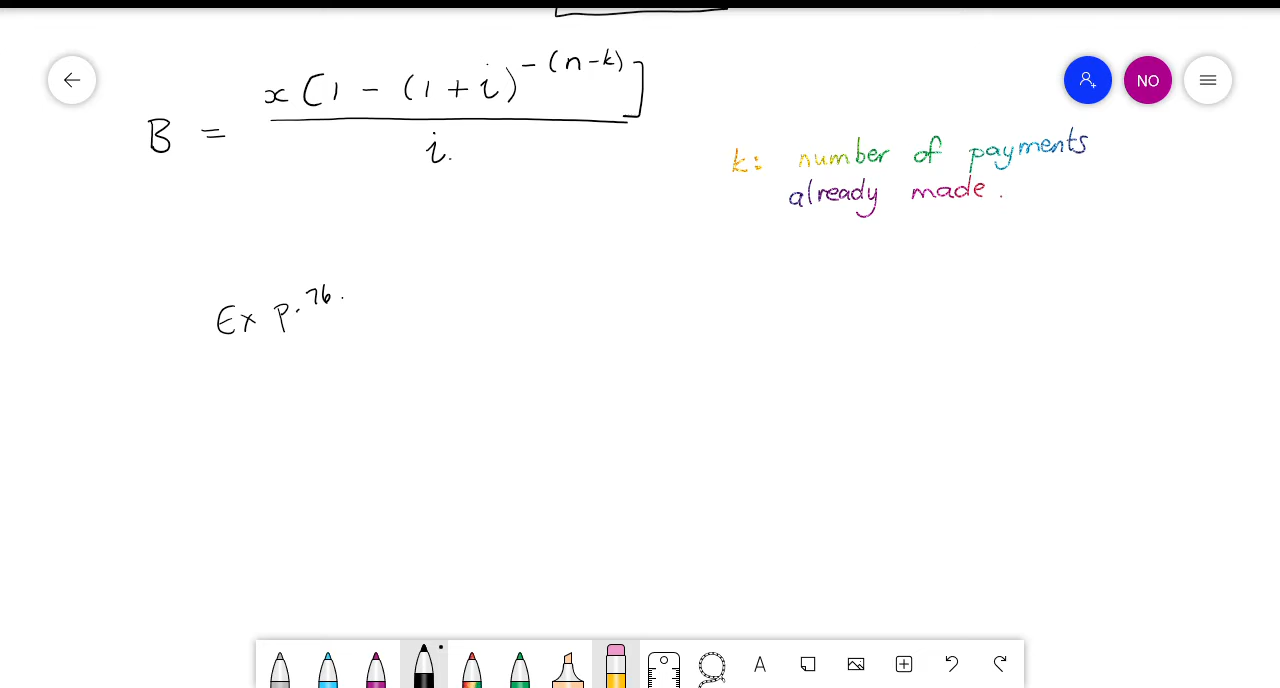 B = x[1 - (1 + i)^-(n-k)] / i.
k: number of payments
already made.
Ex p.76.
NO
A